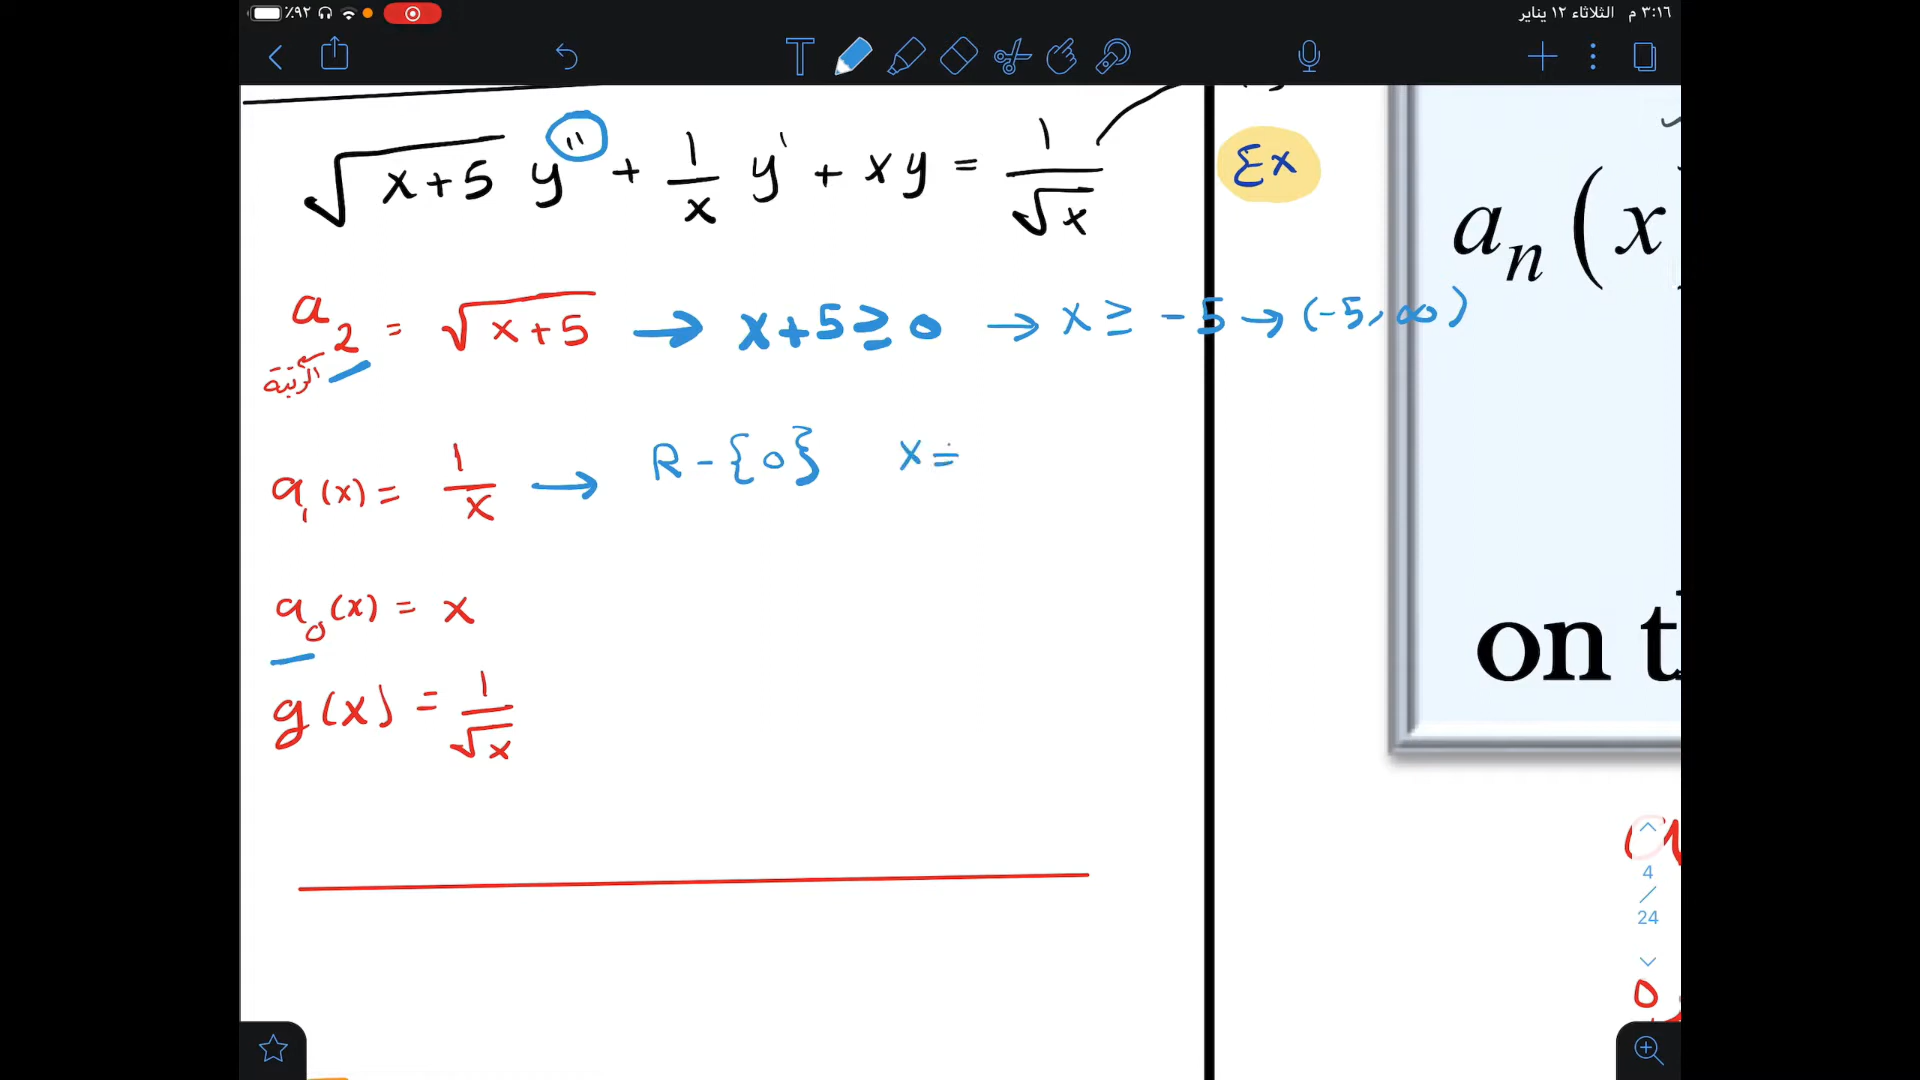 ٪٩٢
٣:١٦ م الثلاثاء ١٢ يناير
√(x+5) y'' + 1/x y' + xy = 1/√x
Ex
a₂ = √(x+5) → x+5 ≥ 0 → x ≥ -5 → (-5, ∞)
الرتبة
a₁(x) = 1/x → R - {0} x =
a₀(x) = x
g(x) = 1/√x
aₙ(x
on t
4
/
24
0